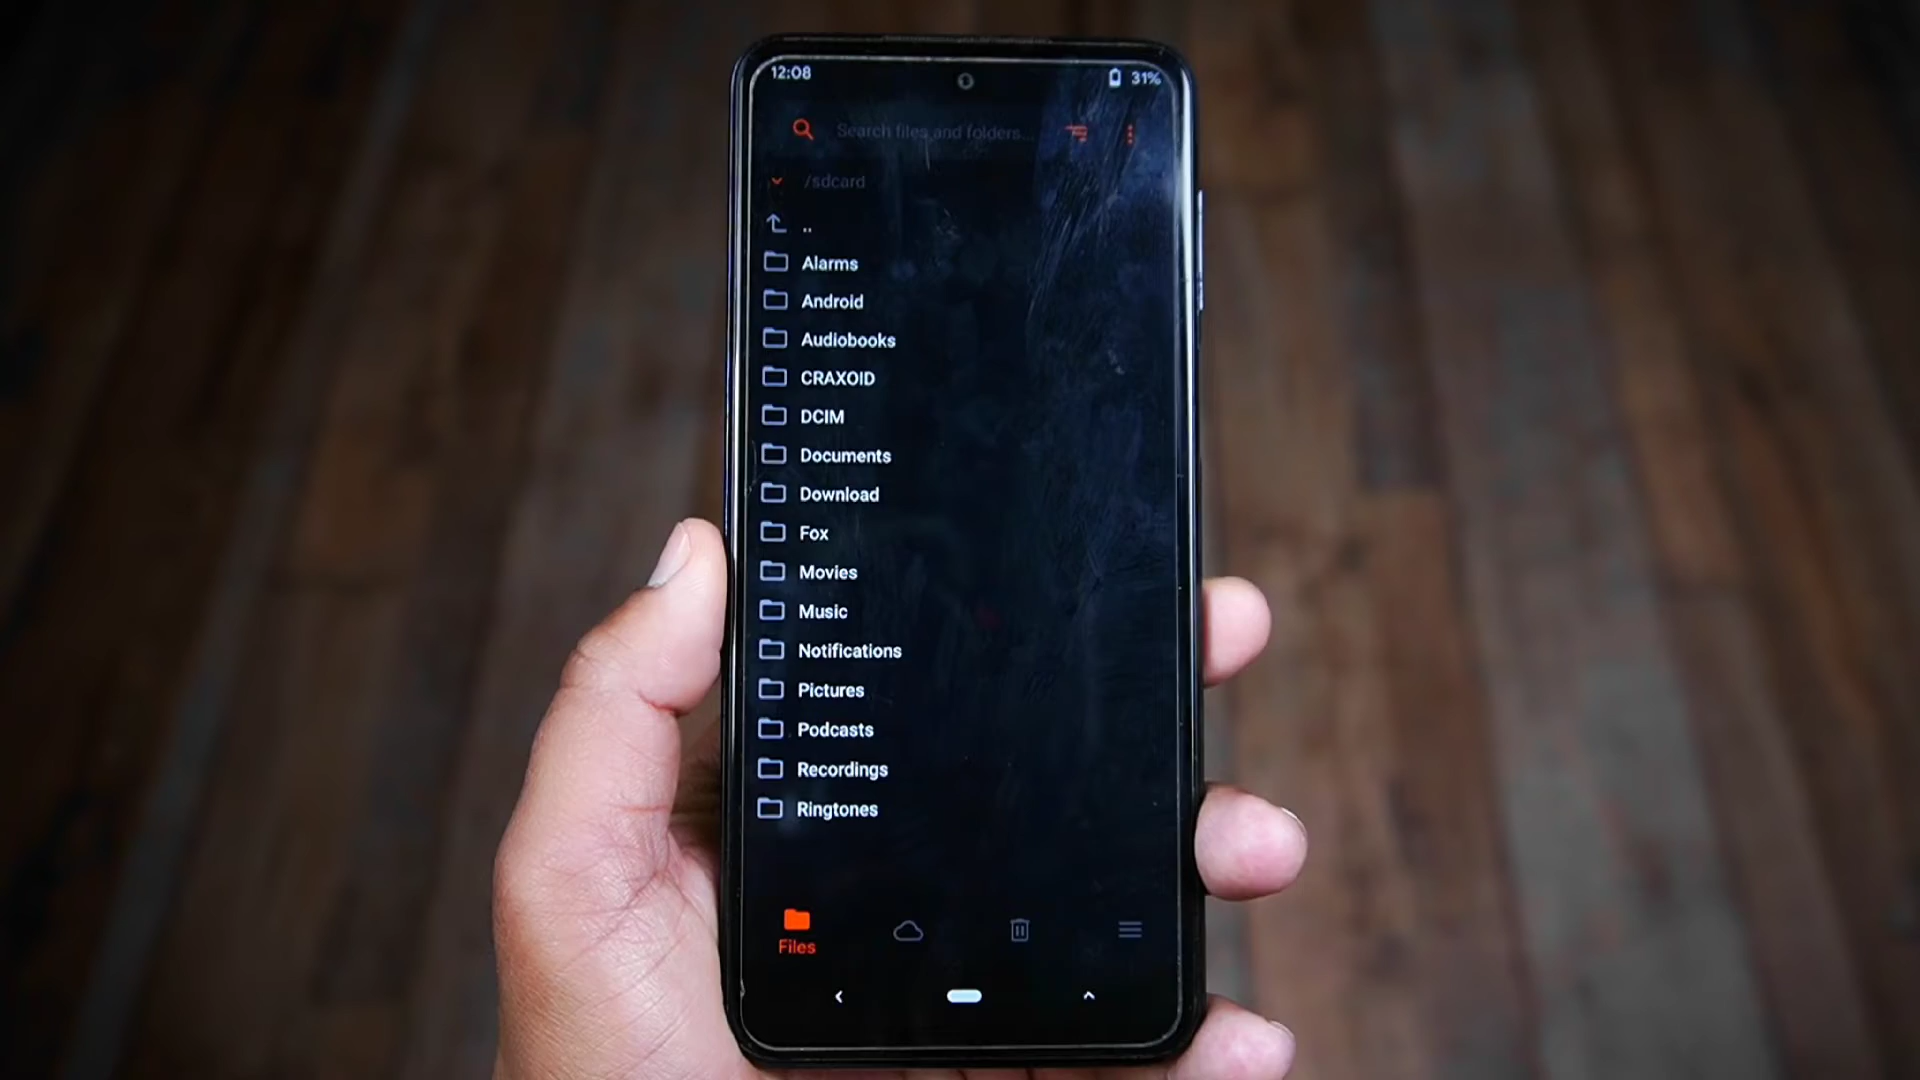 12:08
31%
Search files and folders...
/sdcard
..
Alarms
Android
Audiobooks
CRAXOID
DCIM
Documents
Download
Fox
Movies
Music
Notifications
Pictures
Podcasts
Recordings
Ringtones
Files